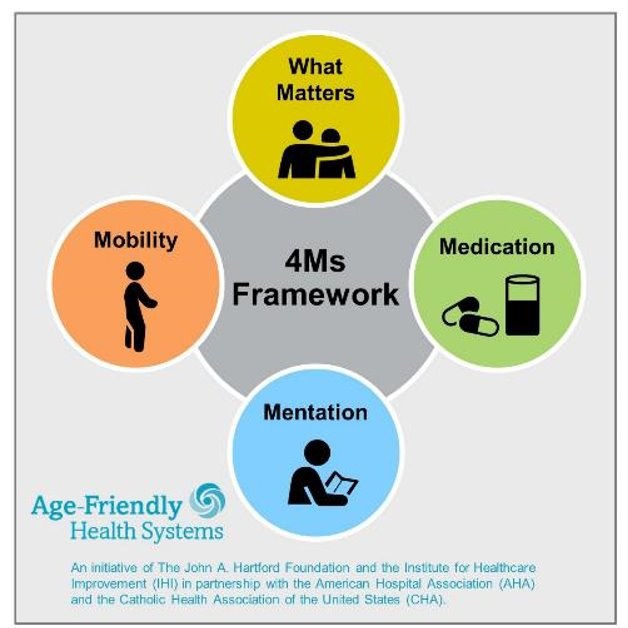 What
Matters
Mobility
4Ms
Framework
Medication
Mentation
Age-Friendly
Health Systems
An initiative of The John A. Hartford Foundation and the Institute for Healthcare
Improvement (IHI) in partnership with the American Hospital Association (AHA)
and the Catholic Health Association of the United States (CHA).